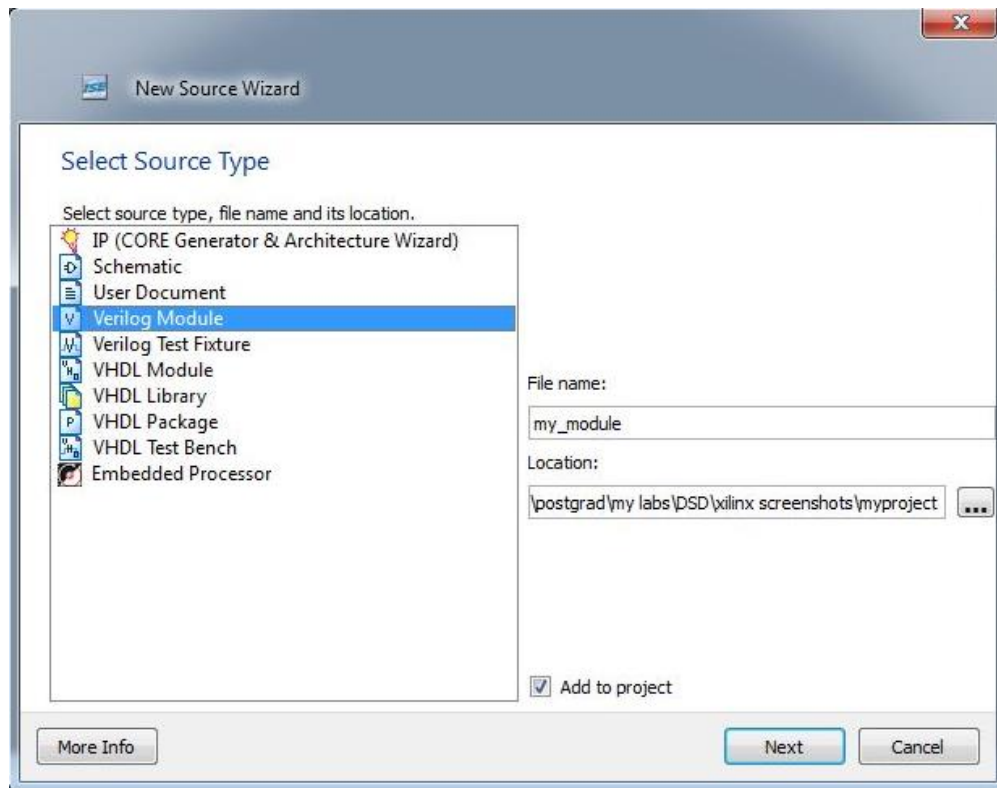 X
ISE New Source Wizard
Select Source Type
Select source type, file name and its location.
IP (CORE Generator & Architecture Wizard)
Schematic
User Document
V Verilog Module
Verilog Test Fixture
VHDL Module
VHDL Library
P VHDL Package
VHDL Test Bench
Embedded Processor
File name:
my_module
Location:
\postgrad\my labs\DSD\xilinx screenshots\myproject
...
Add to project
More Info
Next
Cancel